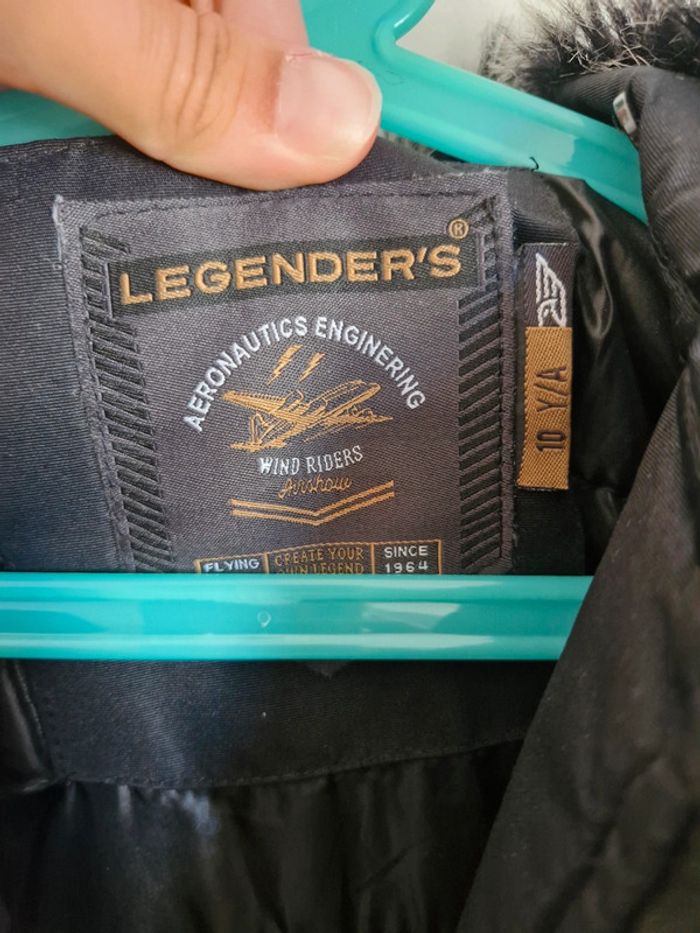 LEGENDER'S®
AERONAUTICS ENGINERING
WIND RIDERS
Airshow
FLYING
CREATE YOUR
OWN LEGEND
SINCE
1964
10 Y/A